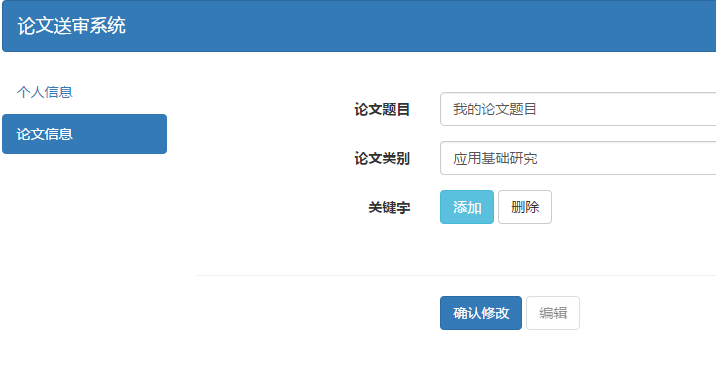 论文送审系统
个人信息
论文信息
论文题目 我的论文题目
论文类别 应用基础研究
关键字 添加 删除
确认修改 编辑